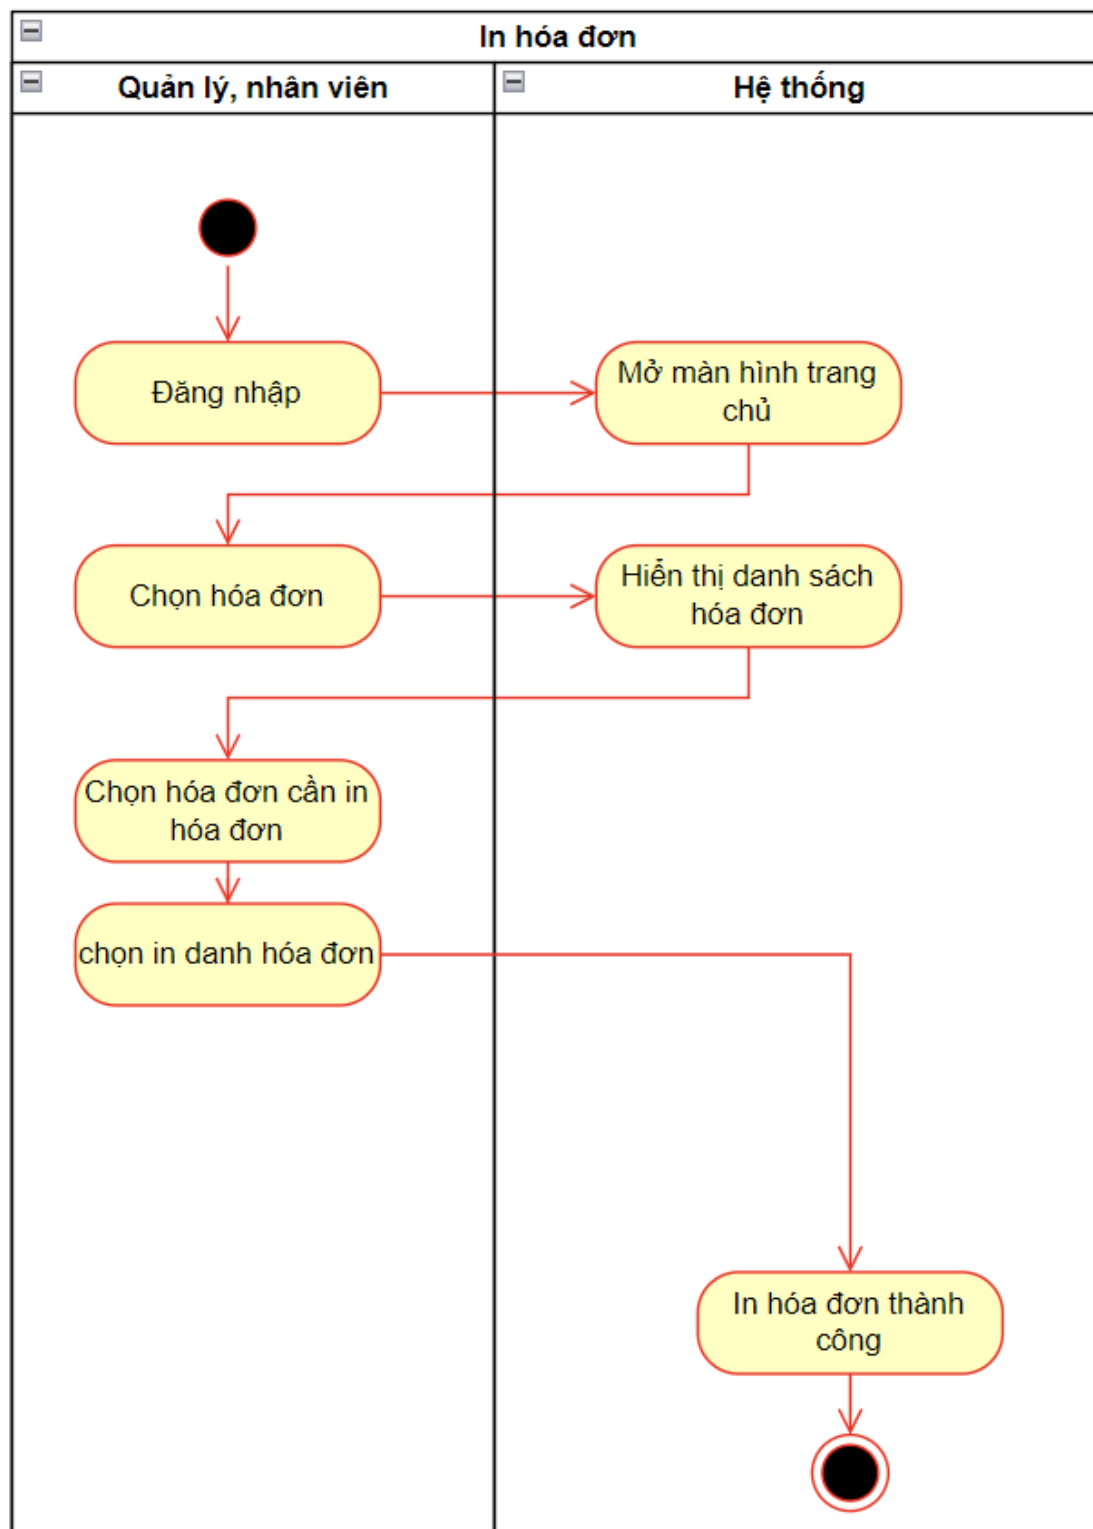 In hóa đơn
Quản lý, nhân viên
Hệ thống
Đăng nhập
Mở màn hình trang
chủ
Chọn hóa đơn
Hiển thị danh sách
hóa đơn
Chọn hóa đơn cần in
hóa đơn
chọn in danh hóa đơn
In hóa đơn thành
công